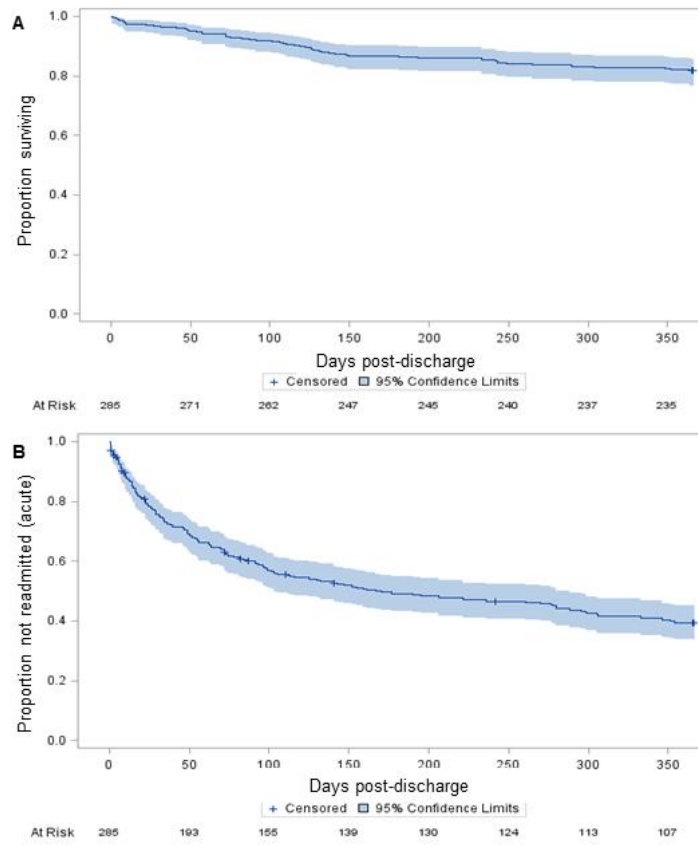 A
Proportion surviving
1.0
0.8
0.6
0.4
0.2
0.0
0 50 100 150 200 250 300 350
Days post-discharge
+ Censored 95% Confidence Limits
At Risk 285 271 262 247 245 240 237 235
B
Proportion not readmitted (acute)
1.0
0.8
0.6
0.4
0.2
0.0
0 50 100 150 200 250 300 350
Days post-discharge
+ Censored 95% Confidence Limits
At Risk 285 193 155 139 130 124 113 107